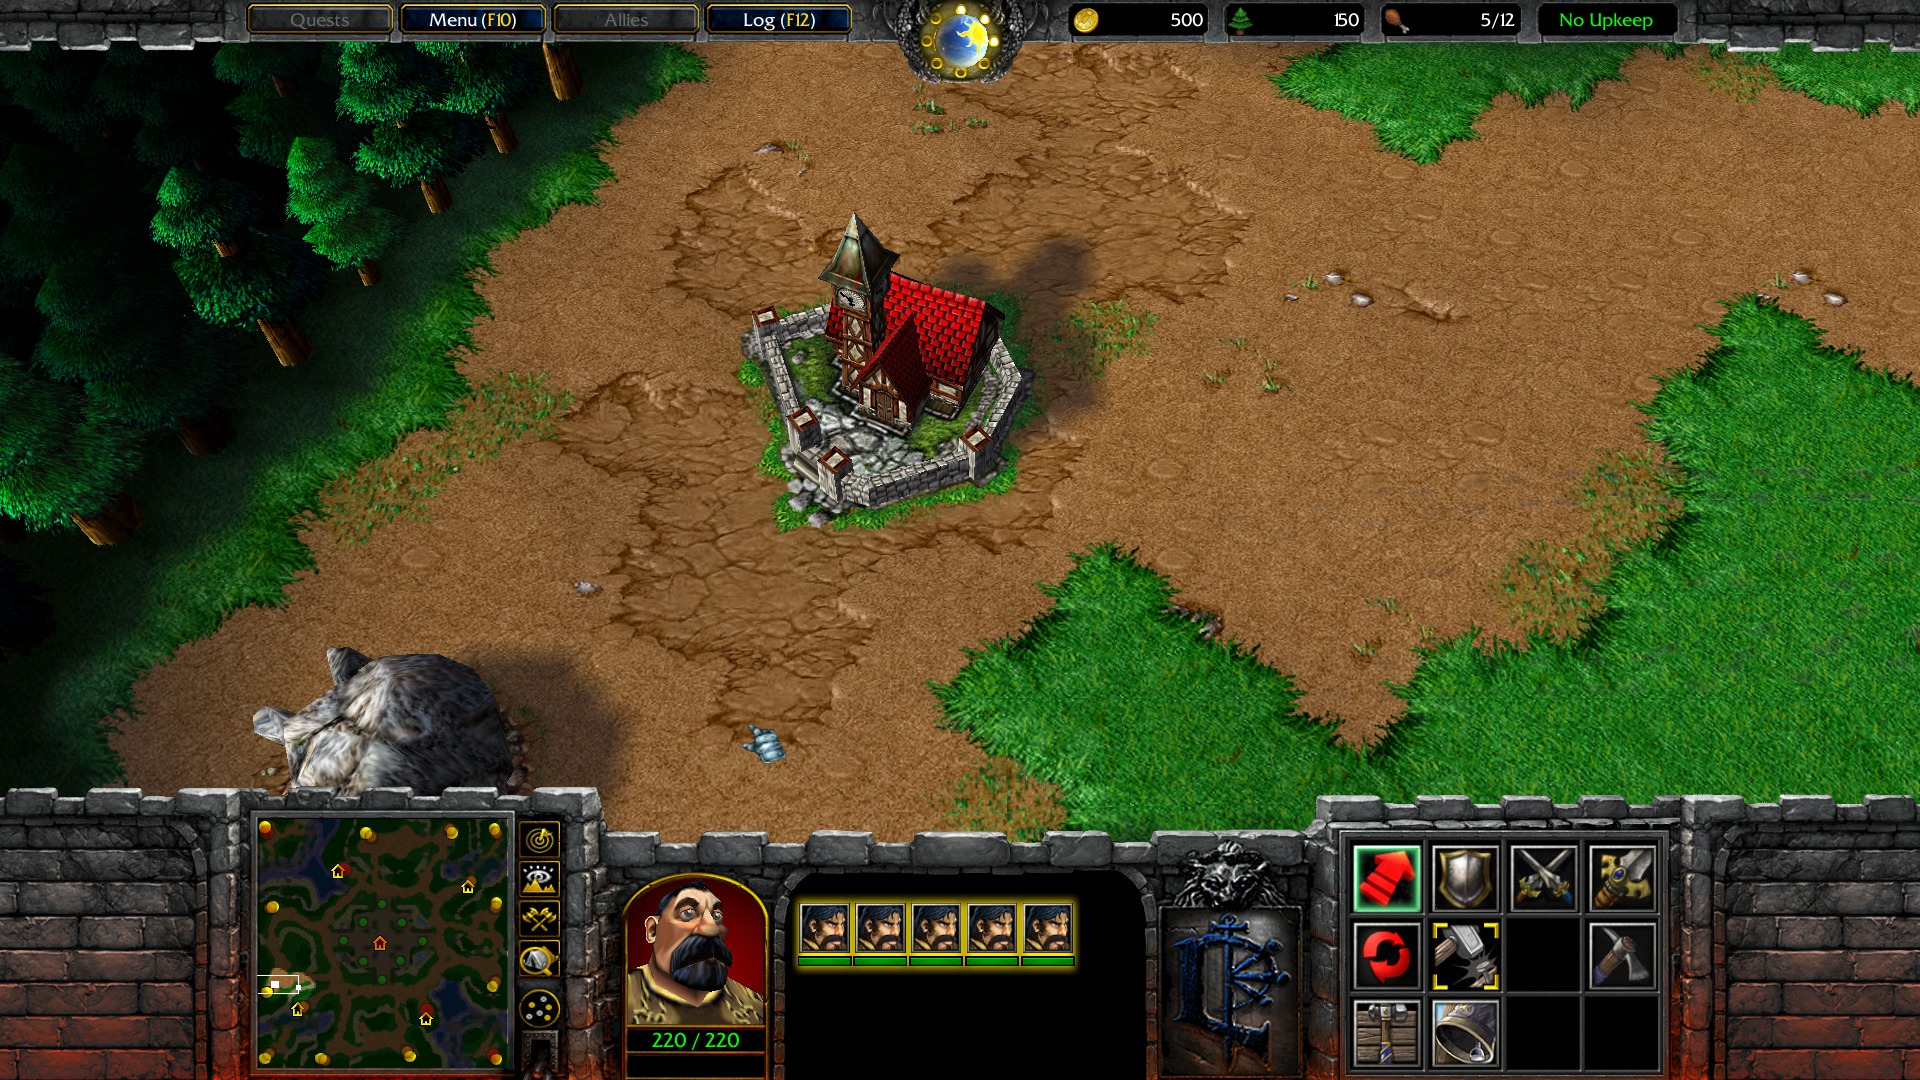 Quests
Menu (F10)
Allies
Log (F12)
500
150
5/12
No Upkeep
220 / 220